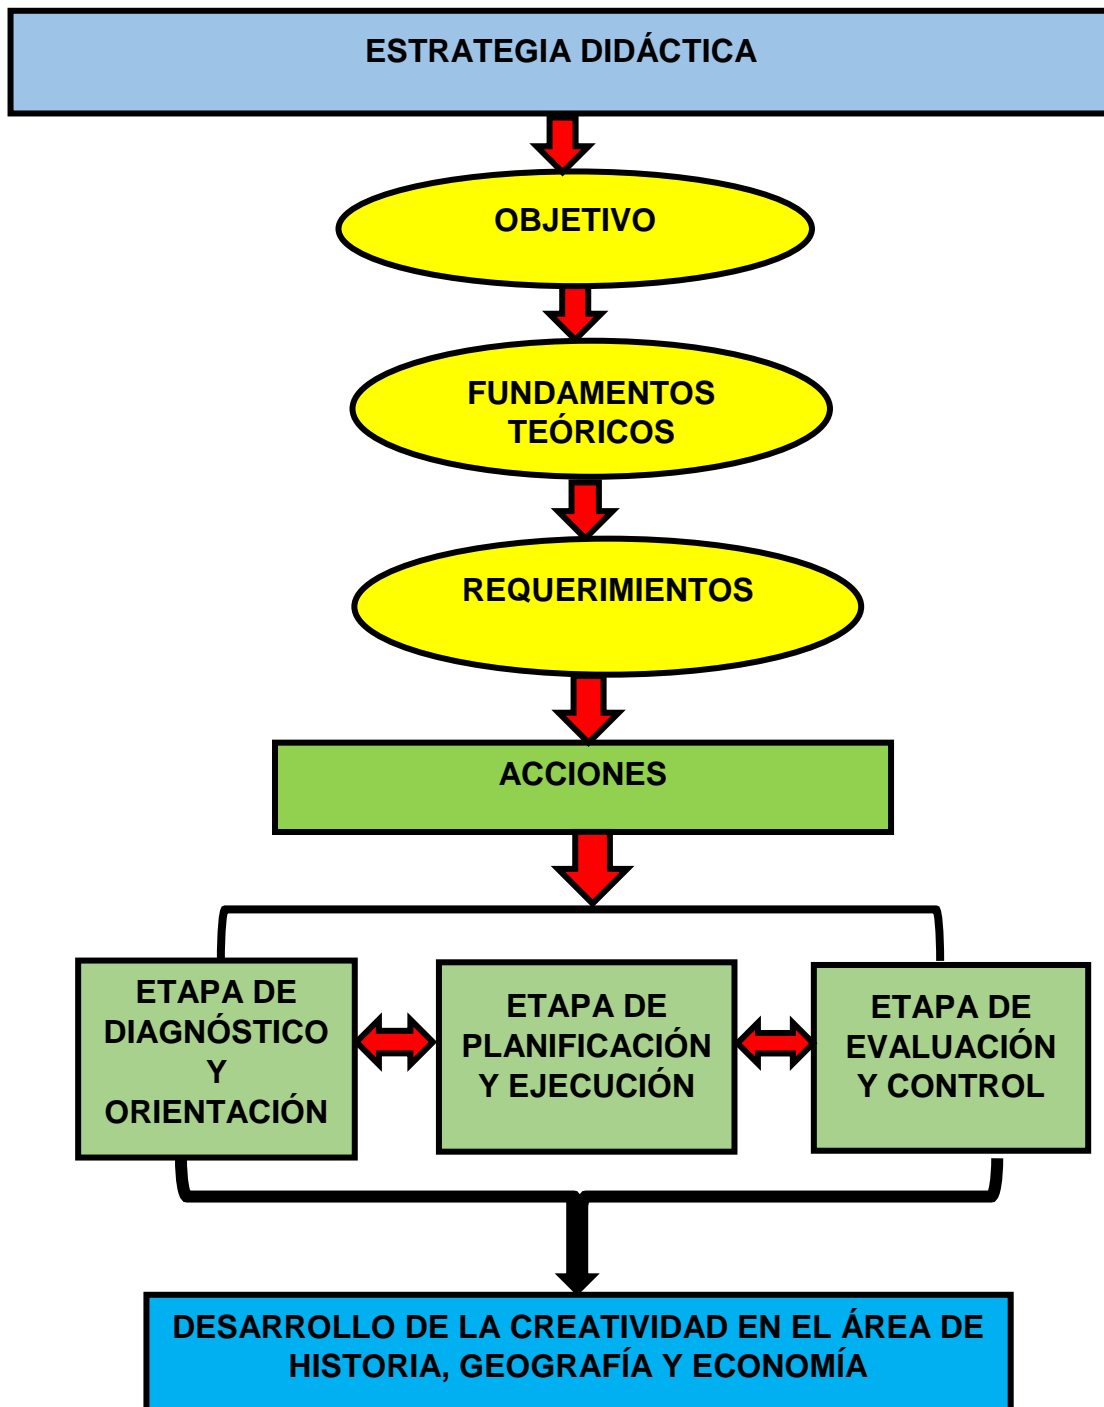 ESTRATEGIA DIDÁCTICA
OBJETIVO
FUNDAMENTOS
TEÓRICOS
REQUERIMIENTOS
ACCIONES
ETAPA DE
DIAGNÓSTICO
Y
ORIENTACIÓN
ETAPA DE
PLANIFICACIÓN
Y EJECUCIÓN
ETAPA DE
EVALUACIÓN
Y CONTROL
DESARROLLO DE LA CREATIVIDAD EN EL ÁREA DE
HISTORIA, GEOGRAFÍA Y ECONOMÍA